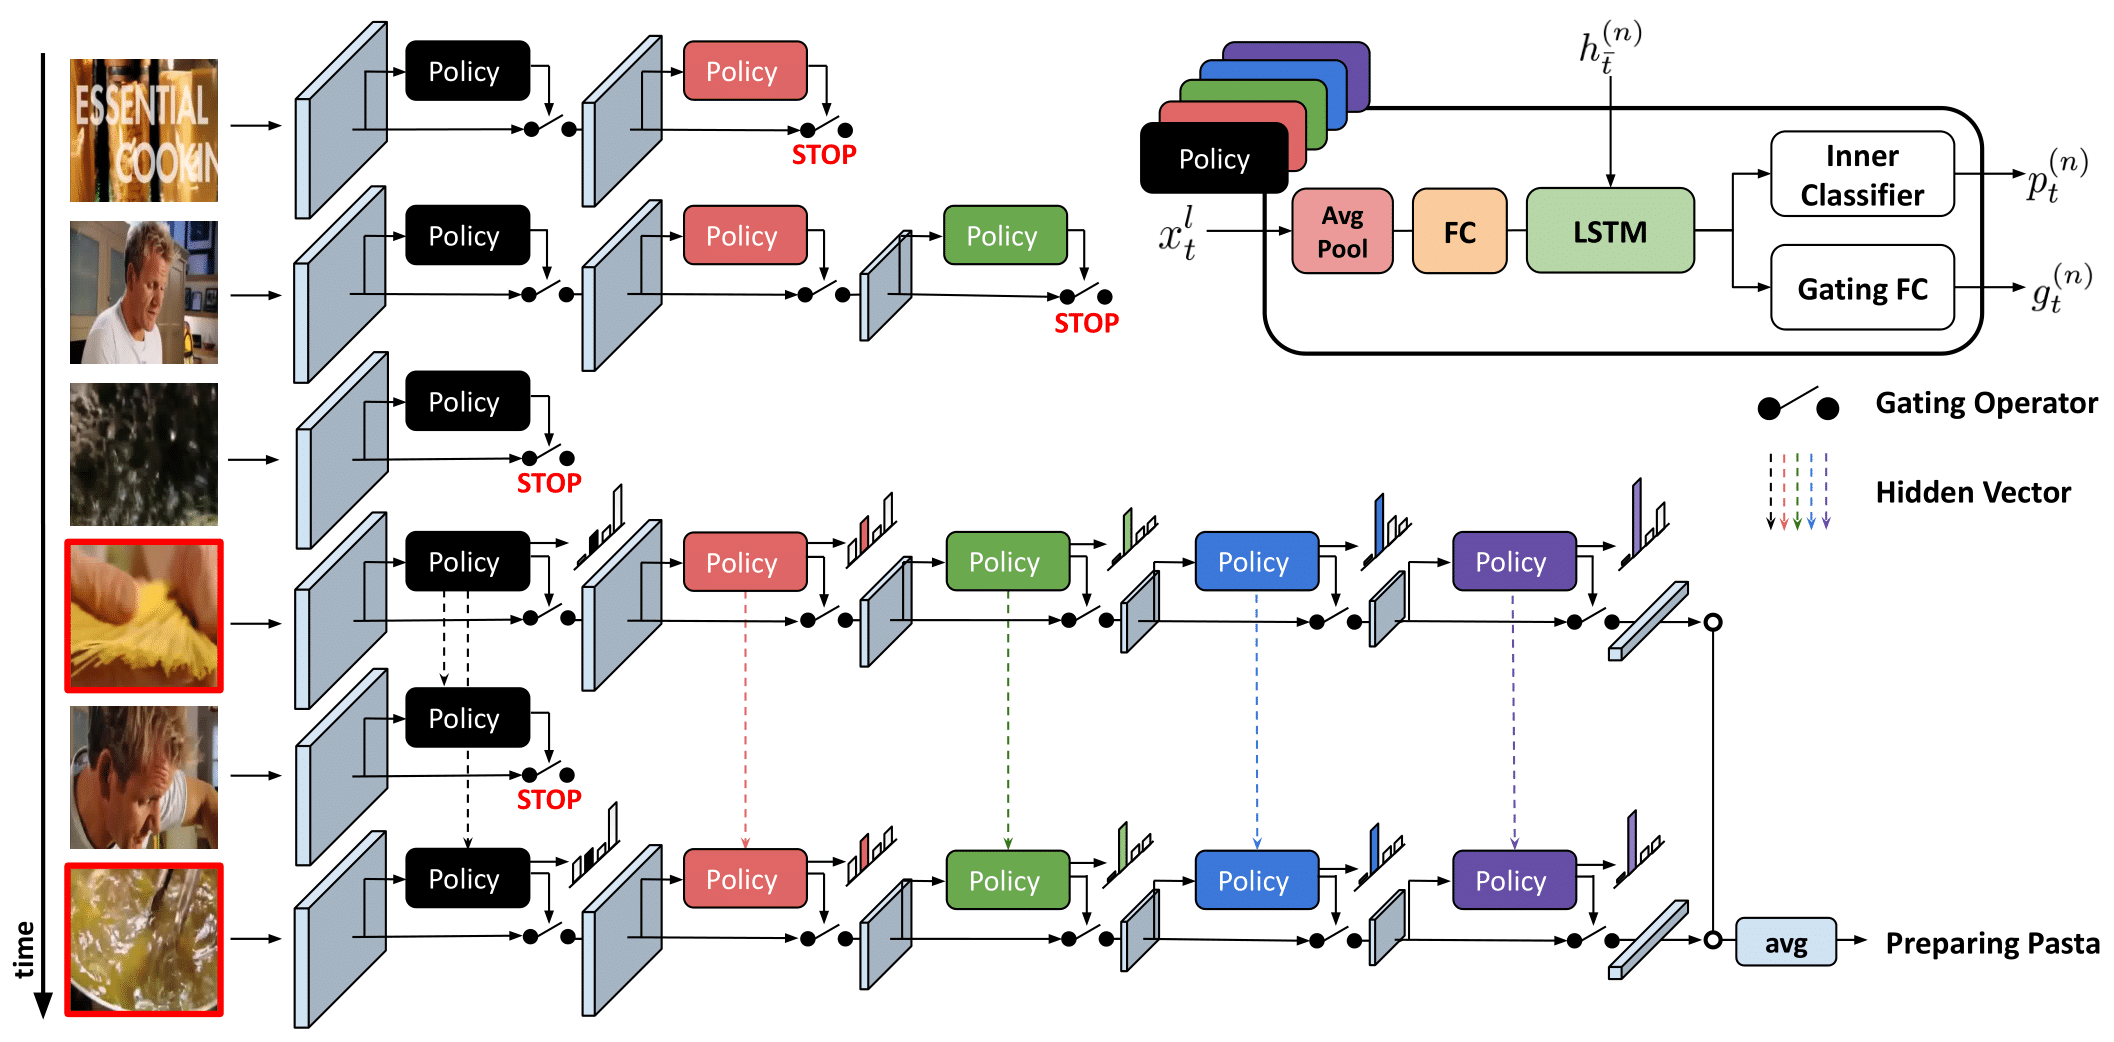 ESSENTIAL
COOKIN
Policy
Policy
STOP
Policy
Policy
Policy
STOP
Policy
STOP
Policy
Policy
Policy
Policy
Policy
Policy
STOP
Policy
Policy
Policy
Policy
Policy
time
avg
Preparing Pasta
Policy
h_{\bar{t}}^{(n)}
x_t^l
Avg
Pool
FC
LSTM
Inner
Classifier
Gating FC
p_t^{(n)}
g_t^{(n)}
Gating Operator
Hidden Vector